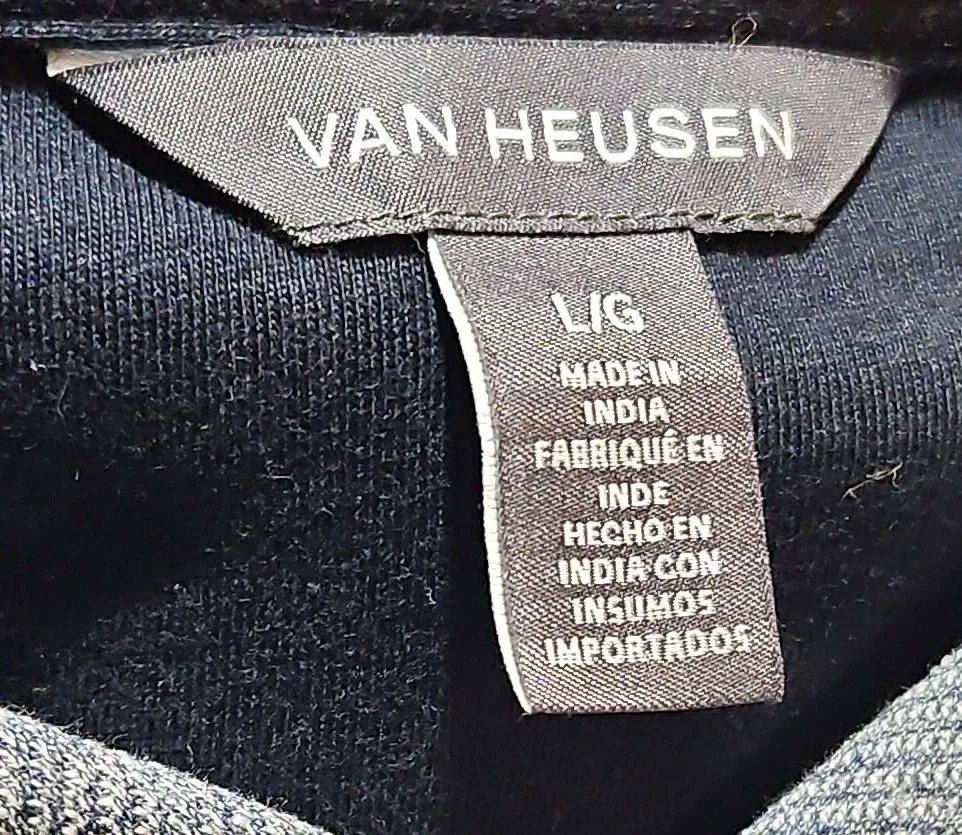 VAN HEUSEN
L/G
MADE IN
INDIA
FABRIQUÉ EN
INDE
HECHO EN
INDIA CON
INSUMOS
IMPORTADOS